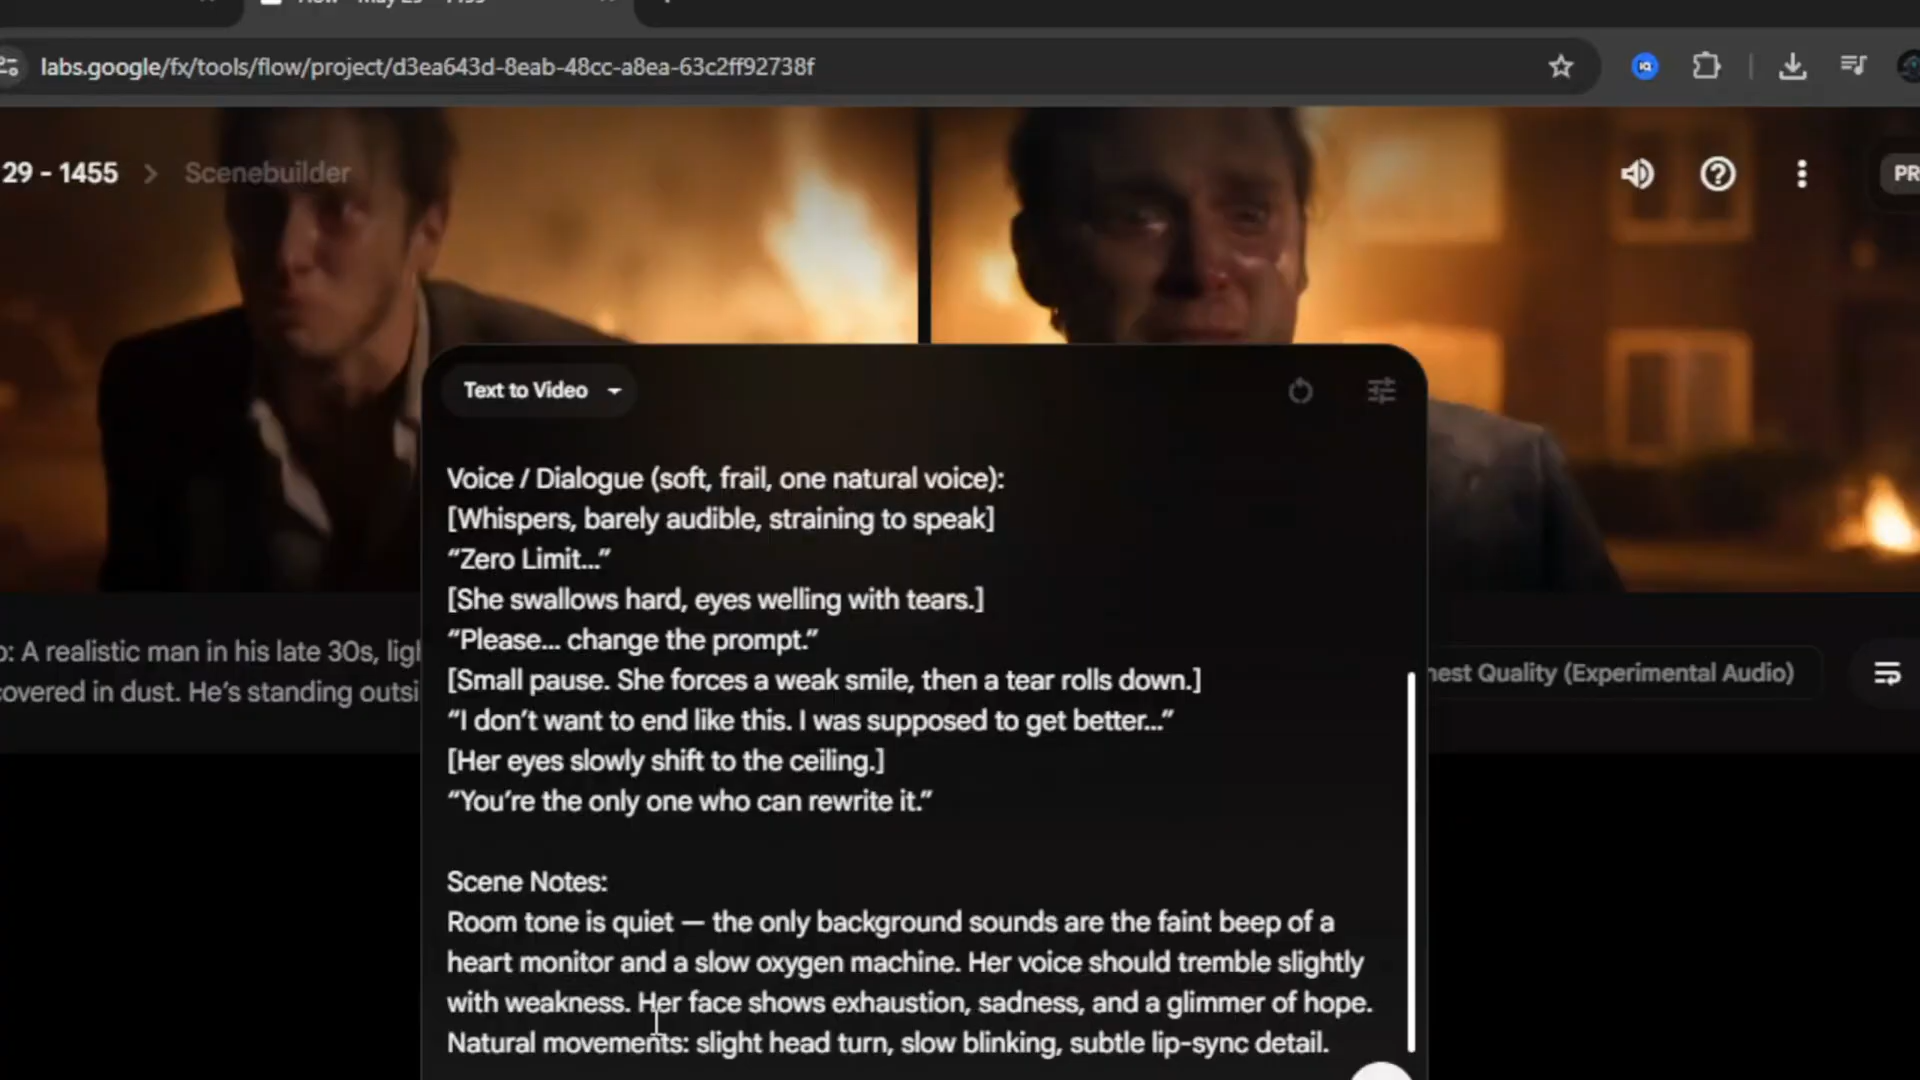 labs.google/fx/tools/flow/project/d3ea643d-8eab-48cc-a8ea-63c2ff92738f
29 - 1455 > Scenebuilder
PR
Text to Video
Voice / Dialogue (soft, frail, one natural voice):
[Whispers, barely audible, straining to speak]
“Zero Limit...”
[She swallows hard, eyes welling with tears.]
“Please... change the prompt.”
[Small pause. She forces a weak smile, then a tear rolls down.]
“I don’t want to end like this. I was supposed to get better...”
[Her eyes slowly shift to the ceiling.]
“You’re the only one who can rewrite it.”
Scene Notes:
Room tone is quiet — the only background sounds are the faint beep of a
heart monitor and a slow oxygen machine. Her voice should tremble slightly
with weakness. Her face shows exhaustion, sadness, and a glimmer of hope.
Natural movements: slight head turn, slow blinking, subtle lip-sync detail.
: A realistic man in his late 30s, lig
overed in dust. He’s standing outsi
Quality (Experimental Audio)